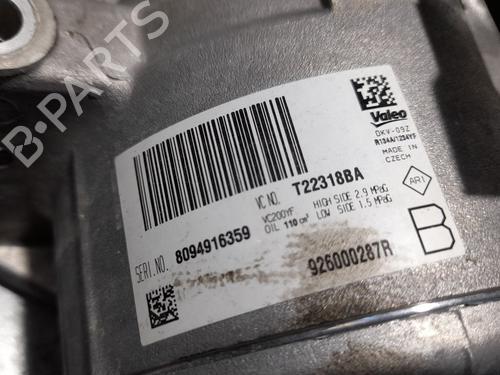 B-PARTS
Valeo
DKV-09Z
R134A/1234YF
MADE IN
CZECH
AR1
VC NO. T22318BA
VC200YF HIGH SIDE 2.9 MPaG
OIL 110 cm³ LOW SIDE 1.5 MPaG
SERI.NO. 8094916359
926000287R
B